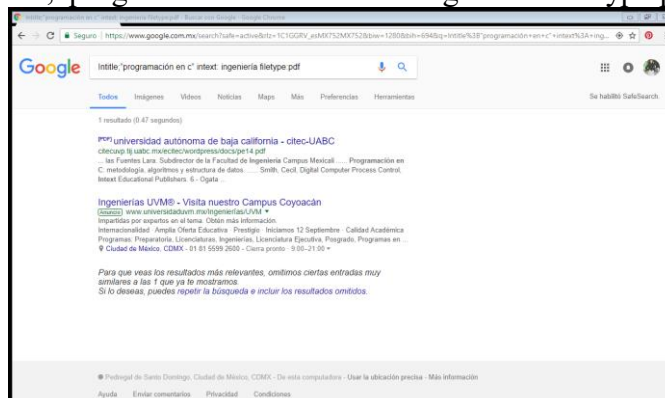 Intitle;"programación en c" intext: ingeniería filetype:pdf - Buscar con Google - Google Chrome
Seguro | https://www.google.com.mx/search?safe=active&rlz=1C1GGRV_esMX752MX752&biw=1280&bih=694&q=Intitle%3B"programación+en+c"+intext%3A+ing...
Google
Intitle;"programación en c" intext: ingeniería filetype:pdf
Todos Imágenes Videos Noticias Maps Más Preferencias Herramientas
Se habilitó SafeSearch.
1 resultado (0.47 segundos)
[PDF] universidad autónoma de baja california - citec-UABC
citecuvp.tij.uabc.mx/ecitec/wordpress/docs/pe14.pdf
... las Fuentes Lara. Subdirector de la Facultad de Ingeniería Campus Mexicali ..... Programación en
C. metodología, algoritmos y estructura de datos. ...... Smith, Cecil, Digital Computer Process Control,
Intext Educational Publishers. 6 - Ogata ...
Ingenierías UVM® - Visita nuestro Campus Coyoacán
Anuncio www.universidaduvm.mx/Ingenierías/UVM
Impartidas por expertos en el tema. Obtén más información.
Internacionalidad · Amplia Oferta Educativa · Prestigio · Iniciamos 12 Septiembre · Calidad Académica
Programas: Preparatoria, Licenciaturas, Ingenierías, Licenciatura Ejecutiva, Posgrado, Programas en ...
Ciudad de México, CDMX - 01 81 5599 2600 - Cierra pronto · 9:00–21:00
Para que veas los resultados más relevantes, omitimos ciertas entradas muy
similares a las 1 que ya te mostramos.
Si lo deseas, puedes repetir la búsqueda e incluir los resultados omitidos.
Pedregal de Santo Domingo, Ciudad de México, CDMX - De esta computadora - Usar la ubicación precisa - Más información
Ayuda Enviar comentarios Privacidad Condiciones